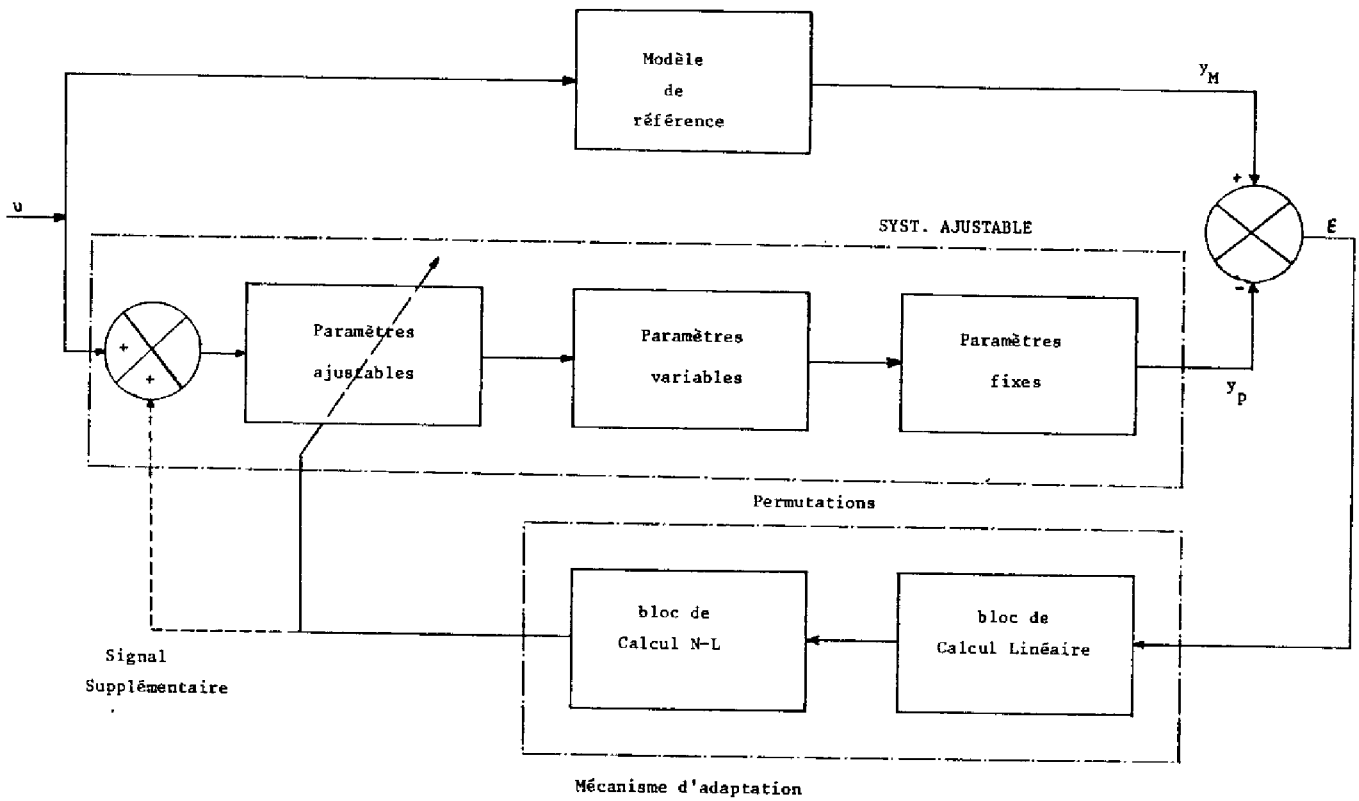 Modèle
de
référence
y_M
+
u
SYST. AJUSTABLE
ε
-
Paramètres
ajustables
Paramètres
variables
Paramètres
fixes
+
+
y_p
Permutations
bloc de
Calcul N-L
bloc de
Calcul Linéaire
Signal
Supplémentaire
Mécanisme d'adaptation